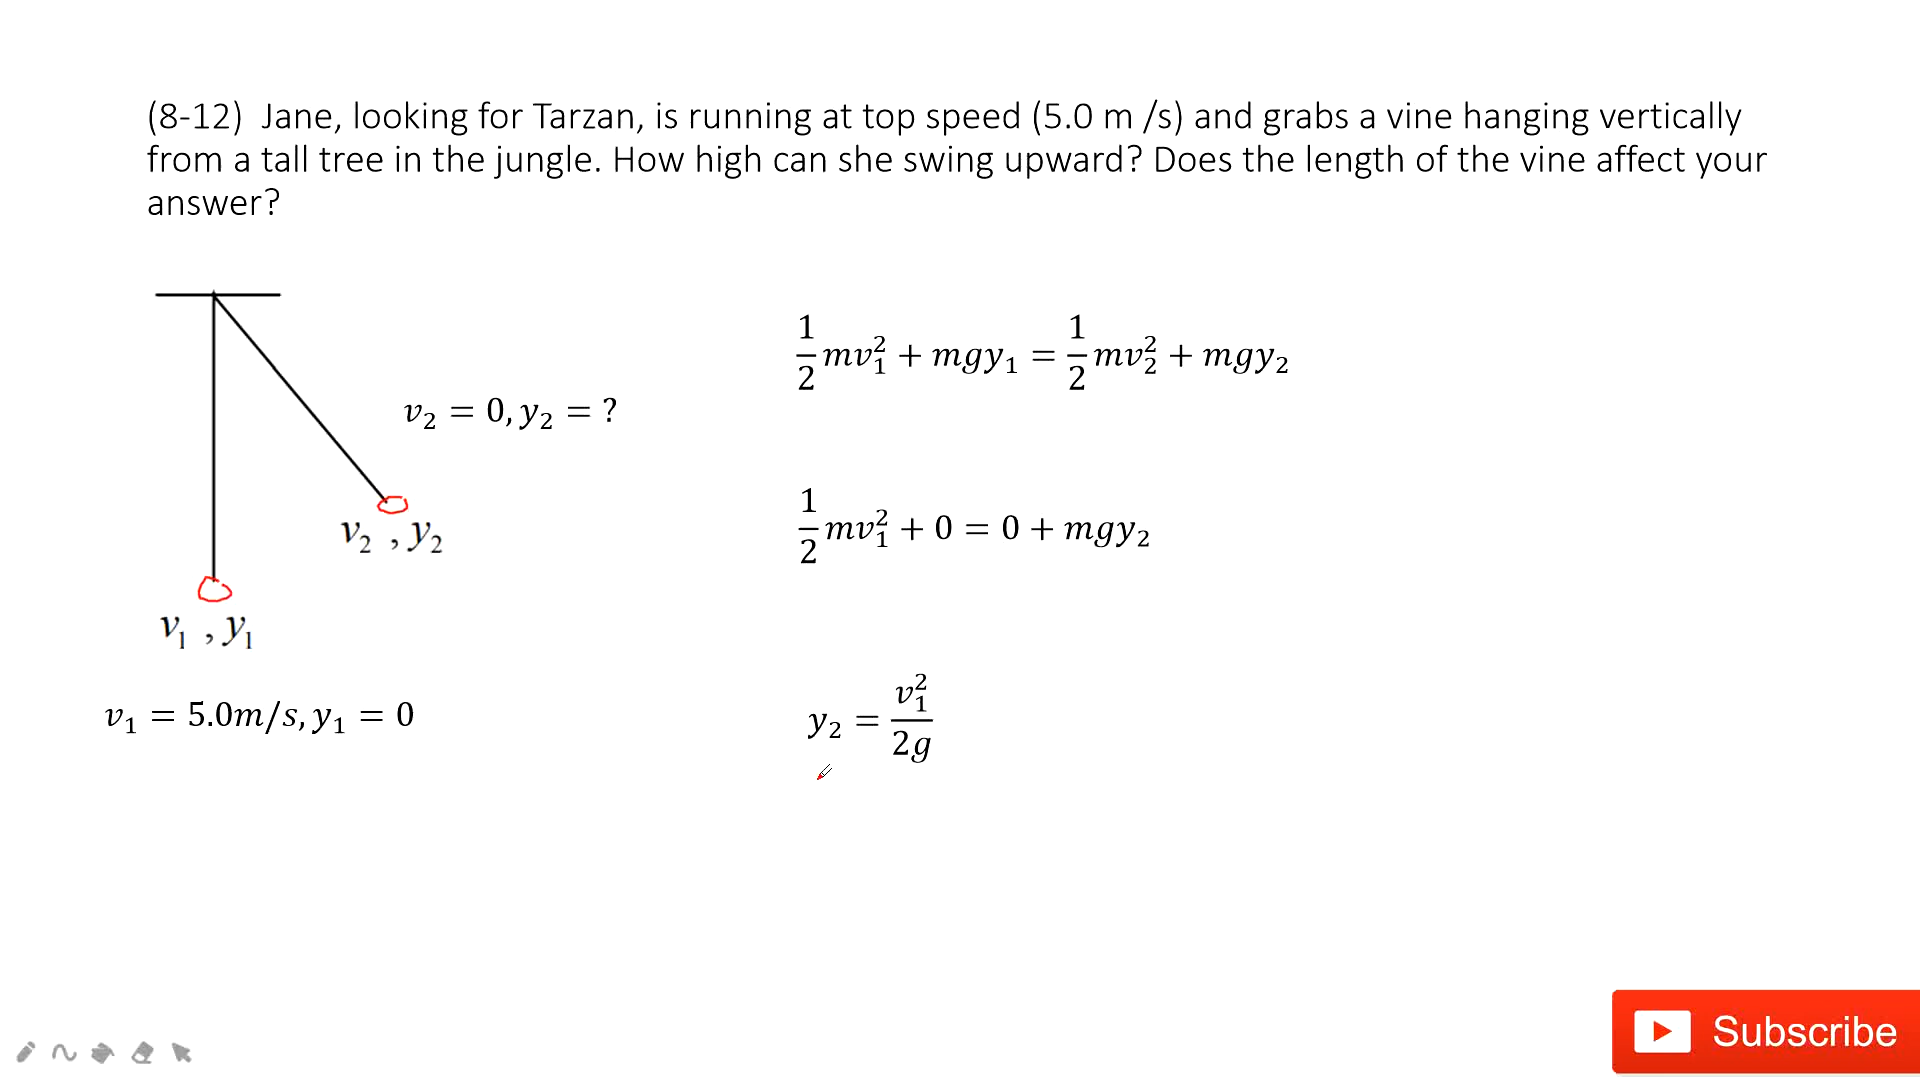 (8-12) Jane, looking for Tarzan, is running at top speed (5.0 m /s) and grabs a vine hanging vertically
from a tall tree in the jungle. How high can she swing upward? Does the length of the vine affect your
answer?
v₂ = 0, y₂ = ?
v₂ , y₂
v₁ , y₁
v₁ = 5.0m/s, y₁ = 0
1/2 mv₁² + mgy₁ = 1/2 mv₂² + mgy₂
1/2 mv₁² + 0 = 0 + mgy₂
y₂ = v₁²/2g
Subscribe